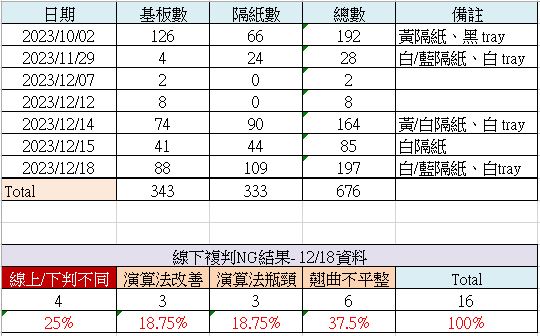 日期 基板數 隔紙數 總數 備註
2023/10/02 126 66 192 黃隔紙、黑 tray
2023/11/29 4 24 28 白/藍隔紙、白 tray
2023/12/07 2 0 2
2023/12/12 8 0 8
2023/12/14 74 90 164 黃/白隔紙、白 tray
2023/12/15 41 44 85 白隔紙
2023/12/18 88 109 197 白/藍隔紙、白tray
Total 343 333 676
線下複判NG結果- 12/18資料
線上/下判不同 演算法改善 演算法瓶頸 翹曲不平整 Total
4 3 3 6 16
25% 18.75% 18.75% 37.5% 100%